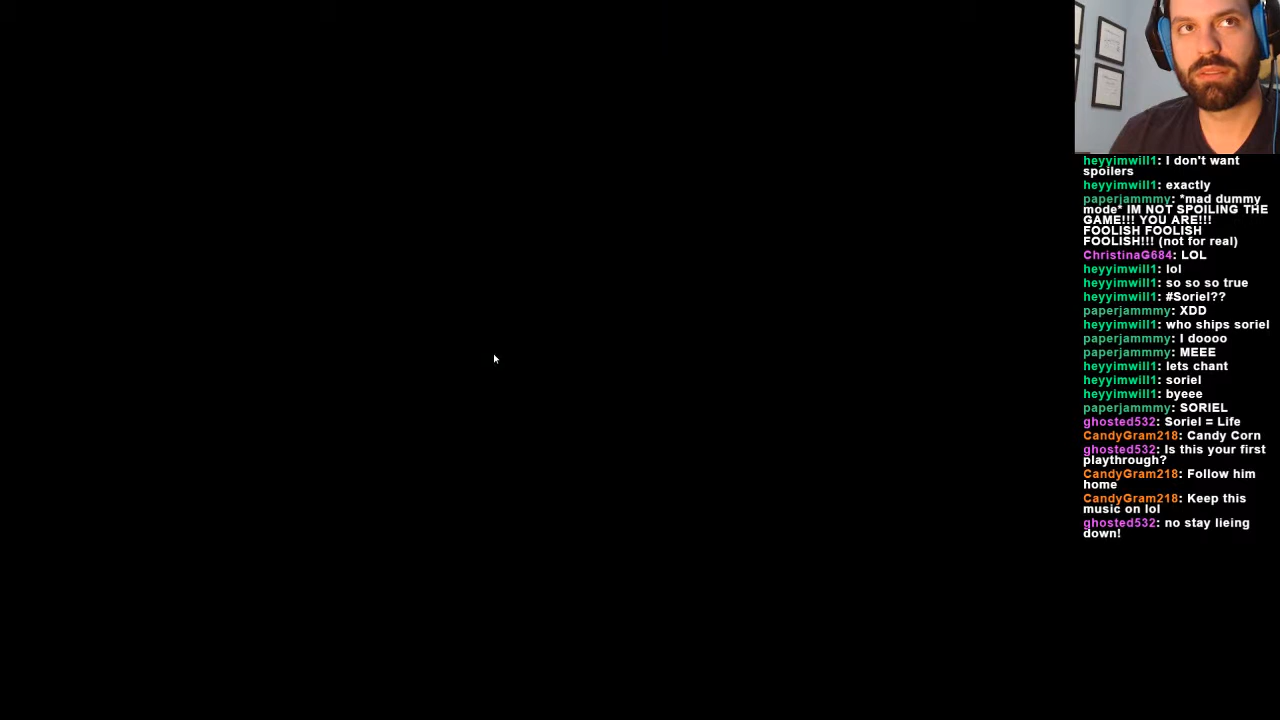 heyyimwill1: I don't want
spoilers
heyyimwill1: exactly
paperjammmy: *mad dummy
mode* IM NOT SPOILING THE
GAME!!! YOU ARE!!!
FOOLISH FOOLISH
FOOLISH!!! (not for real)
ChristinaG684: LOL
heyyimwill1: lol
heyyimwill1: so so so true
heyyimwill1: #Soriel??
paperjammmy: XDD
heyyimwill1: who ships soriel
paperjammmy: I doooo
paperjammmy: MEEE
heyyimwill1: lets chant
heyyimwill1: soriel
heyyimwill1: byeee
paperjammmy: SORIEL
ghosted532: Soriel = Life
CandyGram218: Candy Corn
ghosted532: Is this your first
playthrough?
CandyGram218: Follow him
home
CandyGram218: Keep this
music on lol
ghosted532: no stay lieing
down!